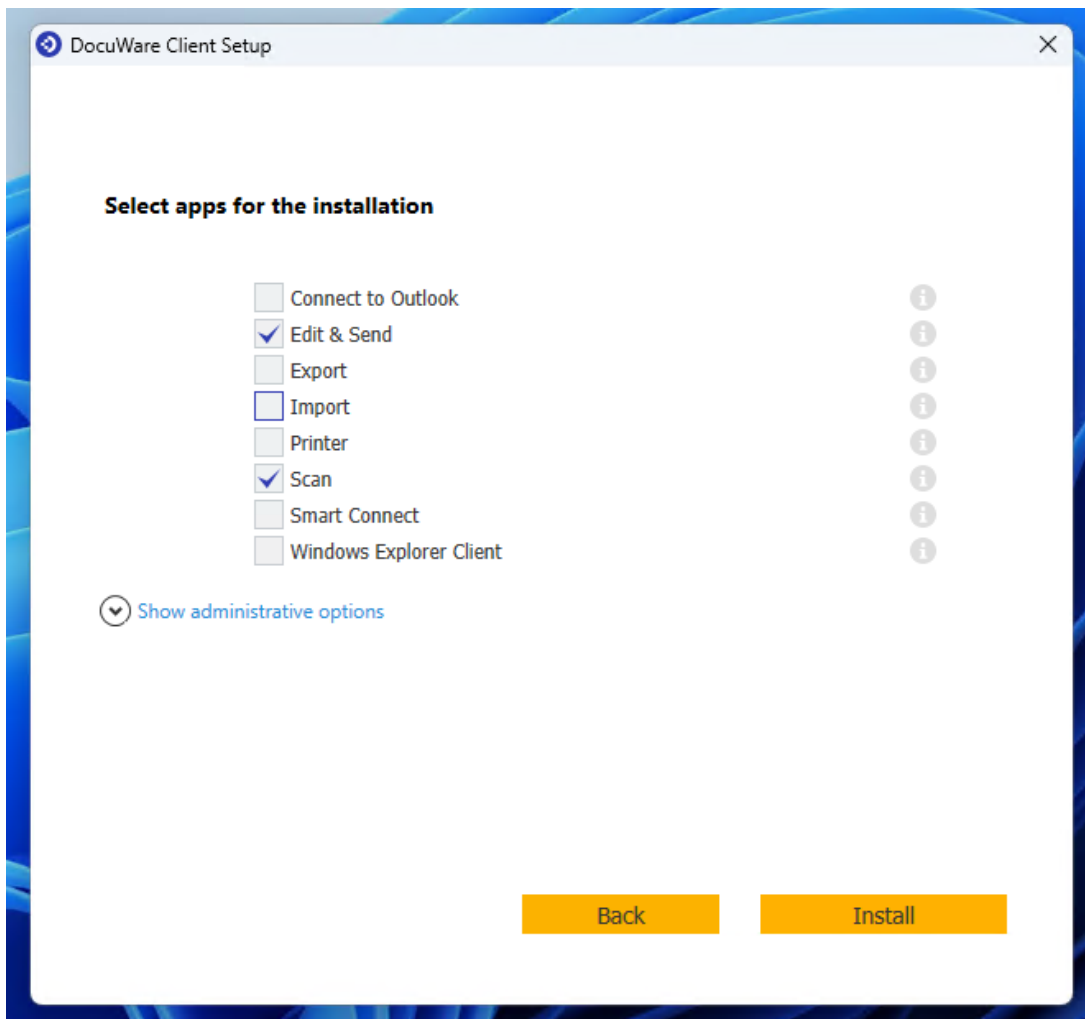 DocuWare Client Setup
Select apps for the installation
Connect to Outlook
Edit & Send
Export
Import
Printer
Scan
Smart Connect
Windows Explorer Client
Show administrative options
Back
Install